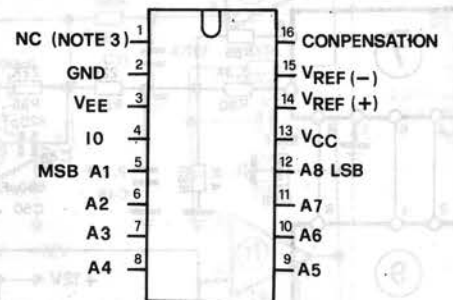 NC (NOTE 3) 1
GND 2
VEE 3
IO 4
MSB A1 5
A2 6
A3 7
A4 8
16 CONPENSATION
15 VREF (-)
14 VREF (+)
13 VCC
12 A8 LSB
11 A7
10 A6
9 A5